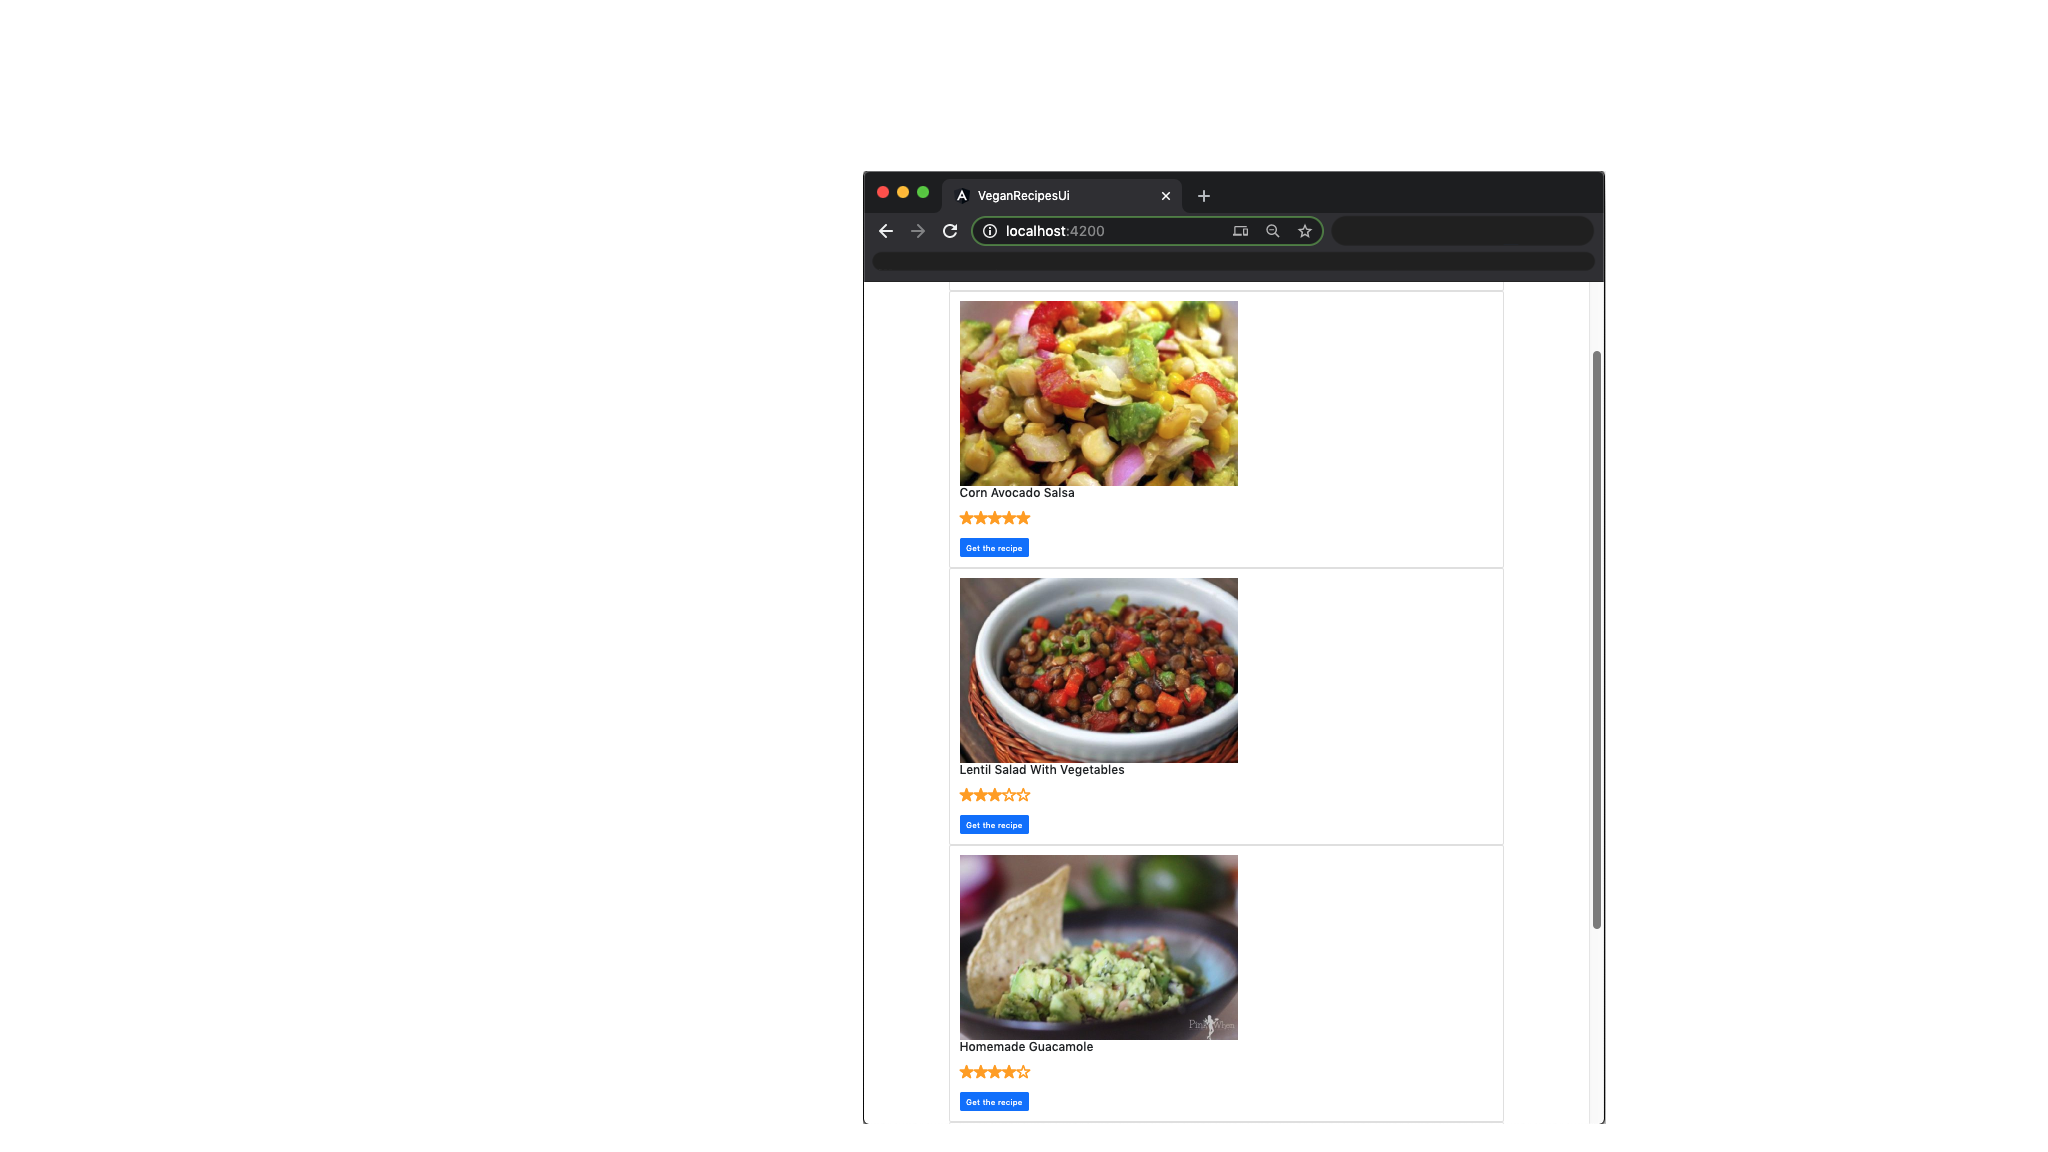 VeganRecipesUi
localhost:4200
Corn Avocado Salsa
Get the recipe
Lentil Salad With Vegetables
Get the recipe
Homemade Guacamole
Get the recipe